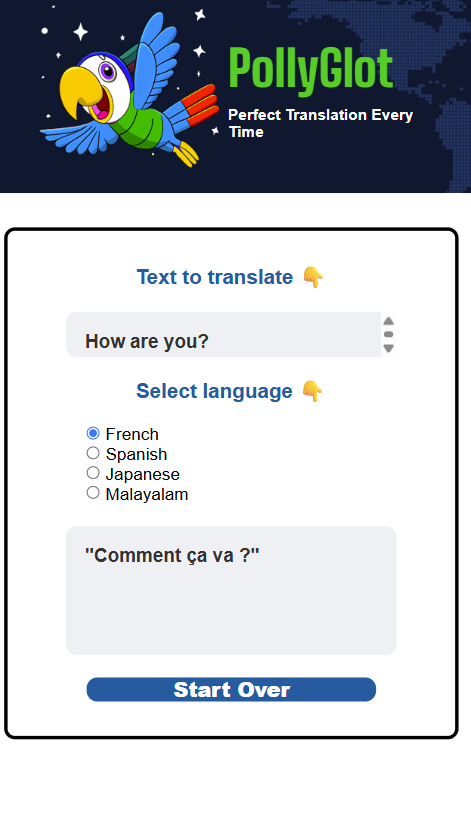 PollyGlot
Perfect Translation Every
Time
Text to translate 👇
How are you?
Select language 👇
French
Spanish
Japanese
Malayalam
"Comment ça va ?"
Start Over